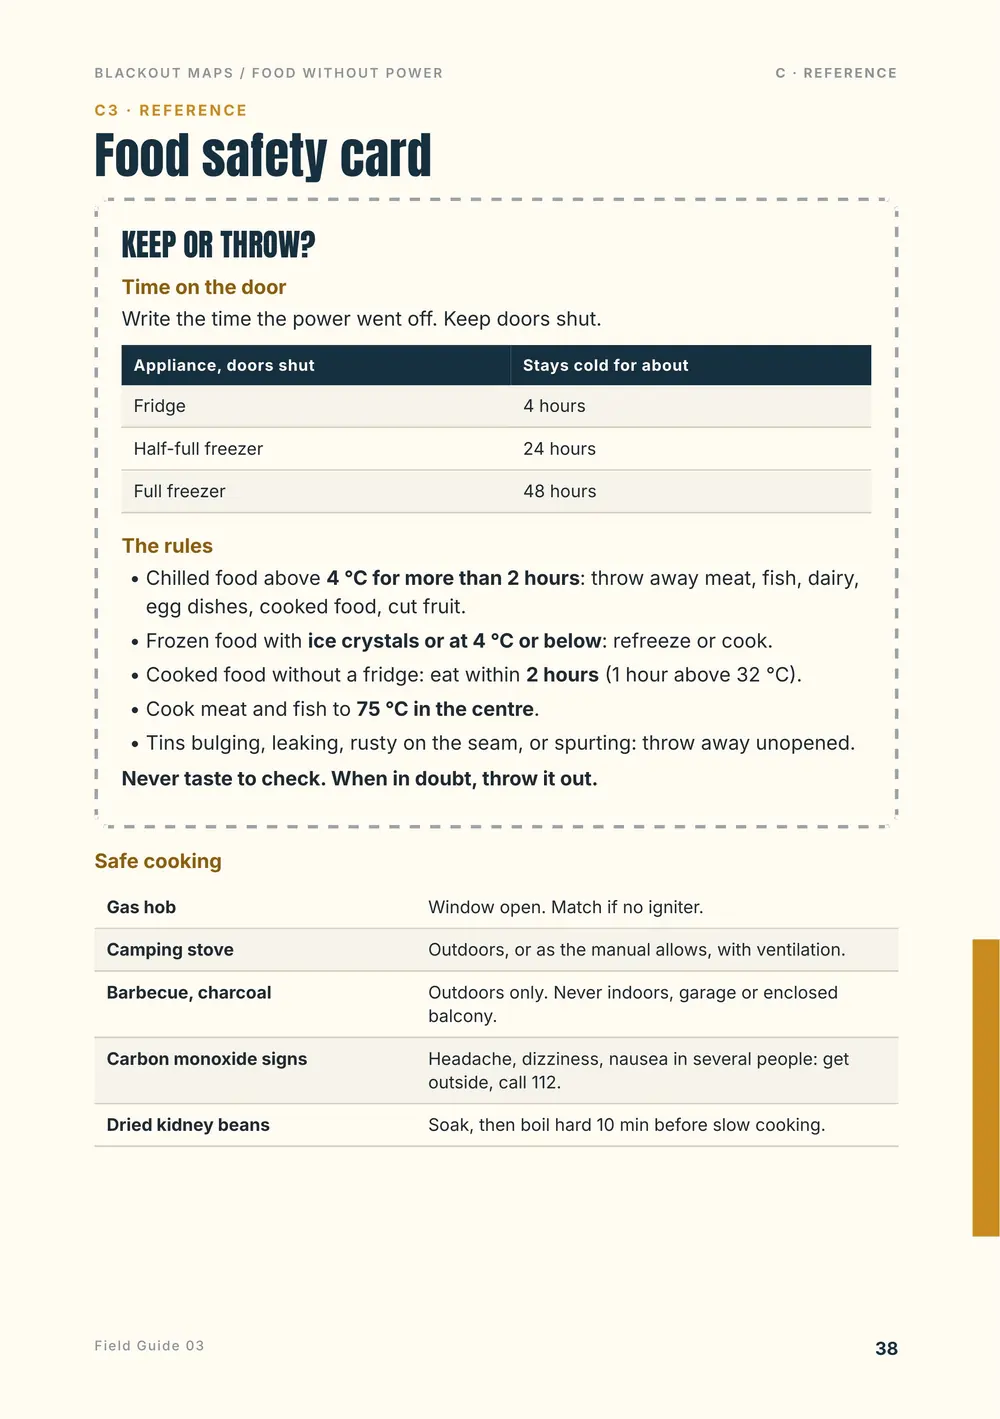 BLACKOUT MAPS / FOOD WITHOUT POWER
C · REFERENCE
C3 · REFERENCE
Food safety card
KEEP OR THROW?
Time on the door
Write the time the power went off. Keep doors shut.
Appliance, doors shut
Stays cold for about
Fridge
4 hours
Half-full freezer
24 hours
Full freezer
48 hours
The rules
• Chilled food above 4 °C for more than 2 hours: throw away meat, fish, dairy,
egg dishes, cooked food, cut fruit.
• Frozen food with ice crystals or at 4 °C or below: refreeze or cook.
• Cooked food without a fridge: eat within 2 hours (1 hour above 32 °C).
• Cook meat and fish to 75 °C in the centre.
• Tins bulging, leaking, rusty on the seam, or spurting: throw away unopened.
Never taste to check. When in doubt, throw it out.
Safe cooking
Gas hob
Window open. Match if no igniter.
Camping stove
Outdoors, or as the manual allows, with ventilation.
Barbecue, charcoal
Outdoors only. Never indoors, garage or enclosed
balcony.
Carbon monoxide signs
Headache, dizziness, nausea in several people: get
outside, call 112.
Dried kidney beans
Soak, then boil hard 10 min before slow cooking.
Field Guide 03
38